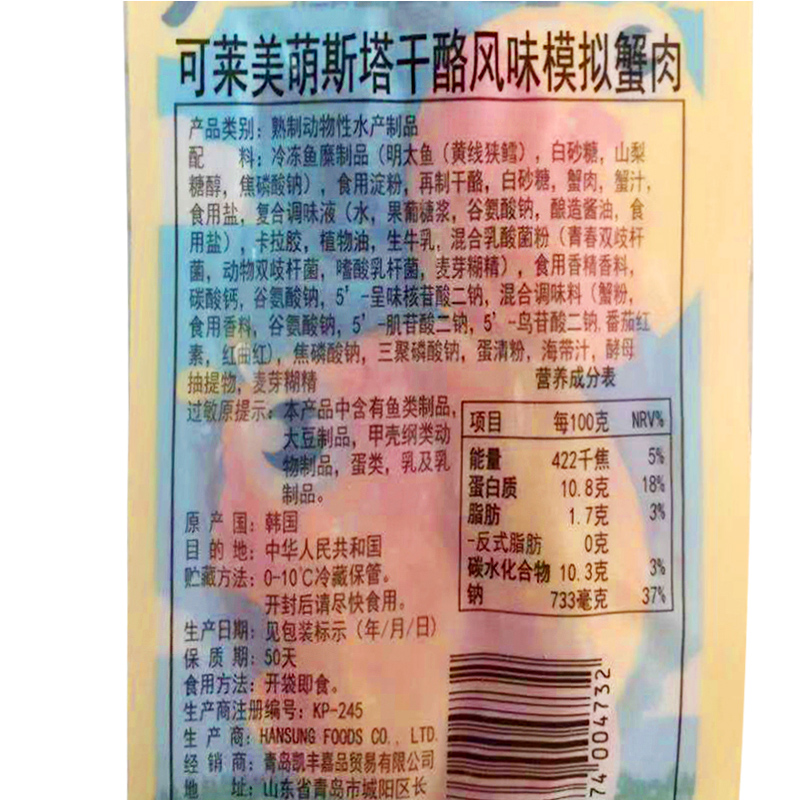 可莱美萌斯塔干酪风味模拟蟹肉
产品类别：熟制动物性水产制品
配 料：冷冻鱼糜制品（明太鱼（黄线狭鳕），白砂糖，山梨
糖醇，焦磷酸钠），食用淀粉，再制干酪，白砂糖，蟹肉，蟹汁，
食用盐，复合调味液（水，果葡糖浆，谷氨酸钠，酿造酱油，食
用盐），卡拉胶，植物油，生牛乳，混合乳酸菌粉（青春双歧杆
菌，动物双歧杆菌，嗜酸乳杆菌，麦芽糊精），食用香精香料，
碳酸钙，谷氨酸钠，5’-呈味核苷酸二钠，混合调味料（蟹粉，
食用香料，谷氨酸钠，5’-肌苷酸二钠，5’-鸟苷酸二钠，番茄红
素，红曲红），焦磷酸钠，三聚磷酸钠，蛋清粉，海带汁，酵母
抽提物，麦芽糊精
过敏原提示：本产品中含有鱼类制品，
大豆制品，甲壳纲类动
物制品，蛋类，乳及乳
制品。
营养成分表
项目 每100克 NRV%
能量 422千焦 5%
蛋白质 10.8克 18%
脂肪 1.7克 3%
-反式脂肪 0克
碳水化合物 10.3克 3%
钠 733毫克 37%
原 产 国：韩国
目 的 地：中华人民共和国
贮藏方法：0-10℃冷藏保管。
开封后请尽快食用。
生产日期：见包装标示（年/月/日）
保 质 期：50天
食用方法：开袋即食。
生产商注册编号：KP-245
生 产 商：HANSUNG FOODS CO., LTD.
经 销 商：青岛凯丰嘉品贸易有限公司
地 址：山东省青岛市城阳区长
74004732